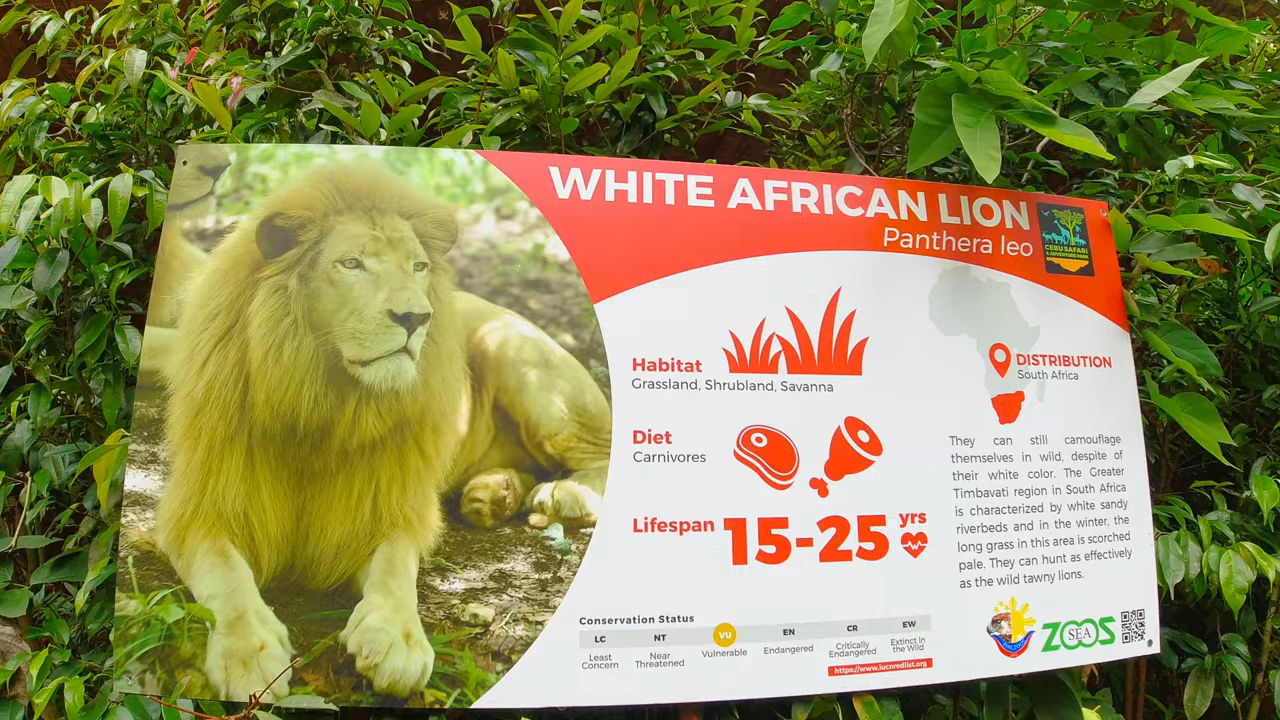 WHITE AFRICAN LION
Panthera leo
CEBU SAFARI
& ADVENTURE PARK
Habitat
Grassland, Shrubland, Savanna
Diet
Carnivores
Lifespan 15-25 yrs
DISTRIBUTION
South Africa
They can still camouflage
themselves in wild, despite of
their white color. The Greater
Timbavati region in South Africa
is characterized by white sandy
riverbeds and in the winter, the
long grass in this area is scorched
pale. They can hunt as effectively
as the wild tawny lions.
Conservation Status
LC NT VU EN CR EW
Least Concern
Near Threatened
Vulnerable
Endangered
Critically Endangered
Extinct in the Wild
https://www.iucnredlist.org
SEA
ZOOS